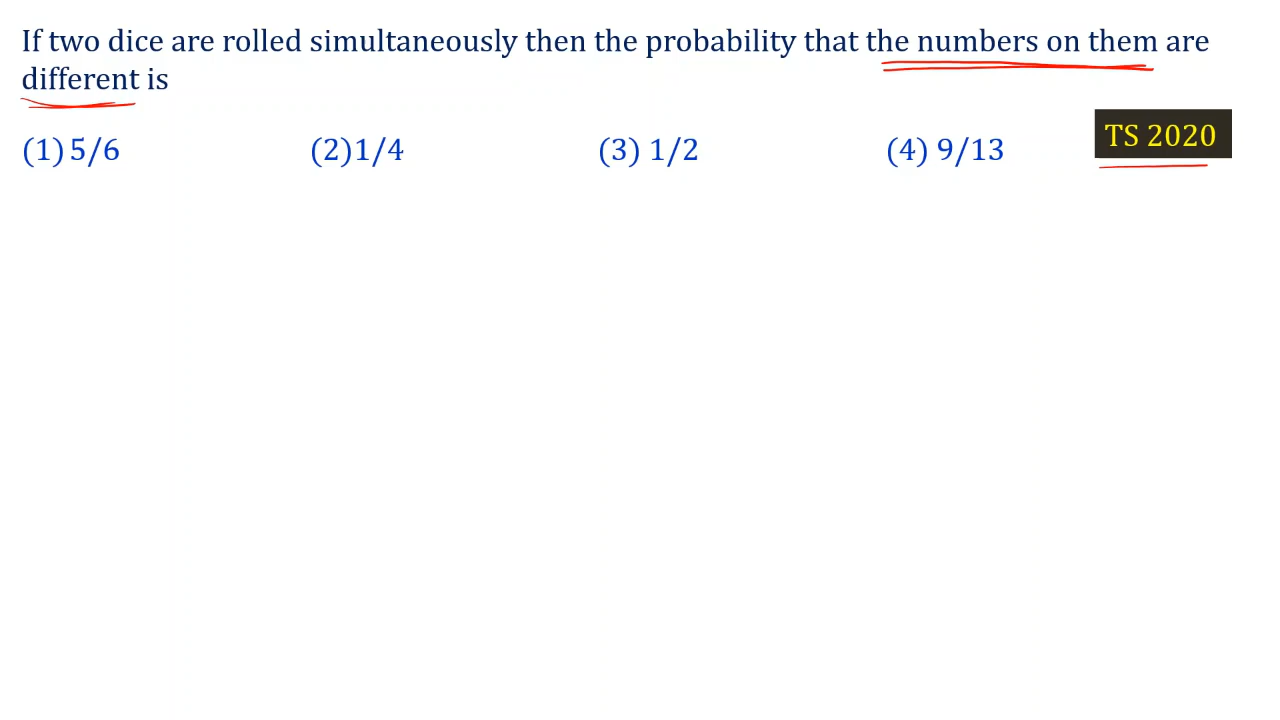 If two dice are rolled simultaneously then the probability that the numbers on them are
different is
(1) 5/6 (2)1/4 (3) 1/2 (4) 9/13 TS 2020